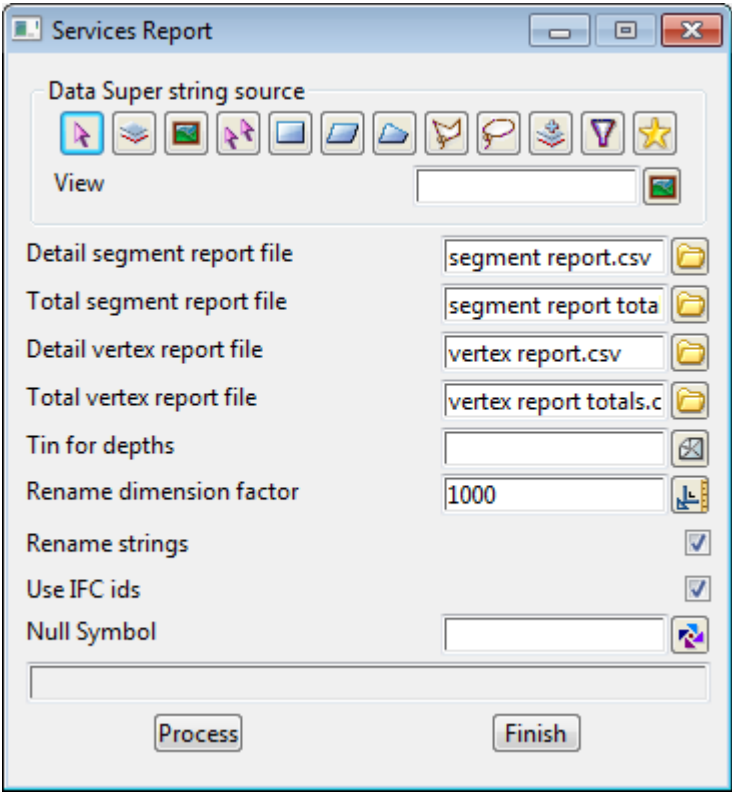 Services Report
Data Super string source
View
Detail segment report file segment report.csv
Total segment report file segment report tota
Detail vertex report file vertex report.csv
Total vertex report file vertex report totals.c
Tin for depths
Rename dimension factor 1000
Rename strings
Use IFC ids
Null Symbol
Process Finish